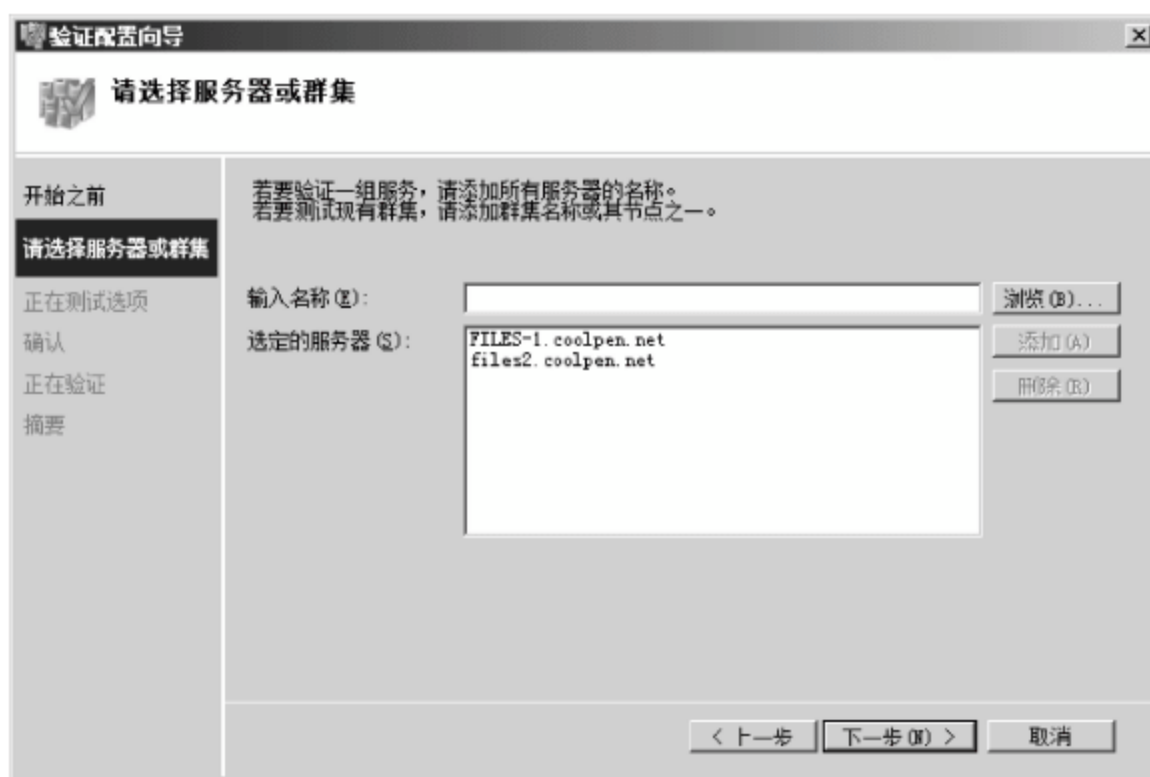 验证配置向导
请选择服务器或群集
开始之前
请选择服务器或群集
正在测试选项
确认
正在验证
摘要
若要验证一组服务，请添加所有服务器的名称。
若要测试现有群集，请添加群集名称或其节点之一。
输入名称(E)：
浏览(B)...
选定的服务器(S)：
FILES-1.coolpen.net
files2.coolpen.net
添加(A)
删除(R)
< 上一步
下一步(N) >
取消